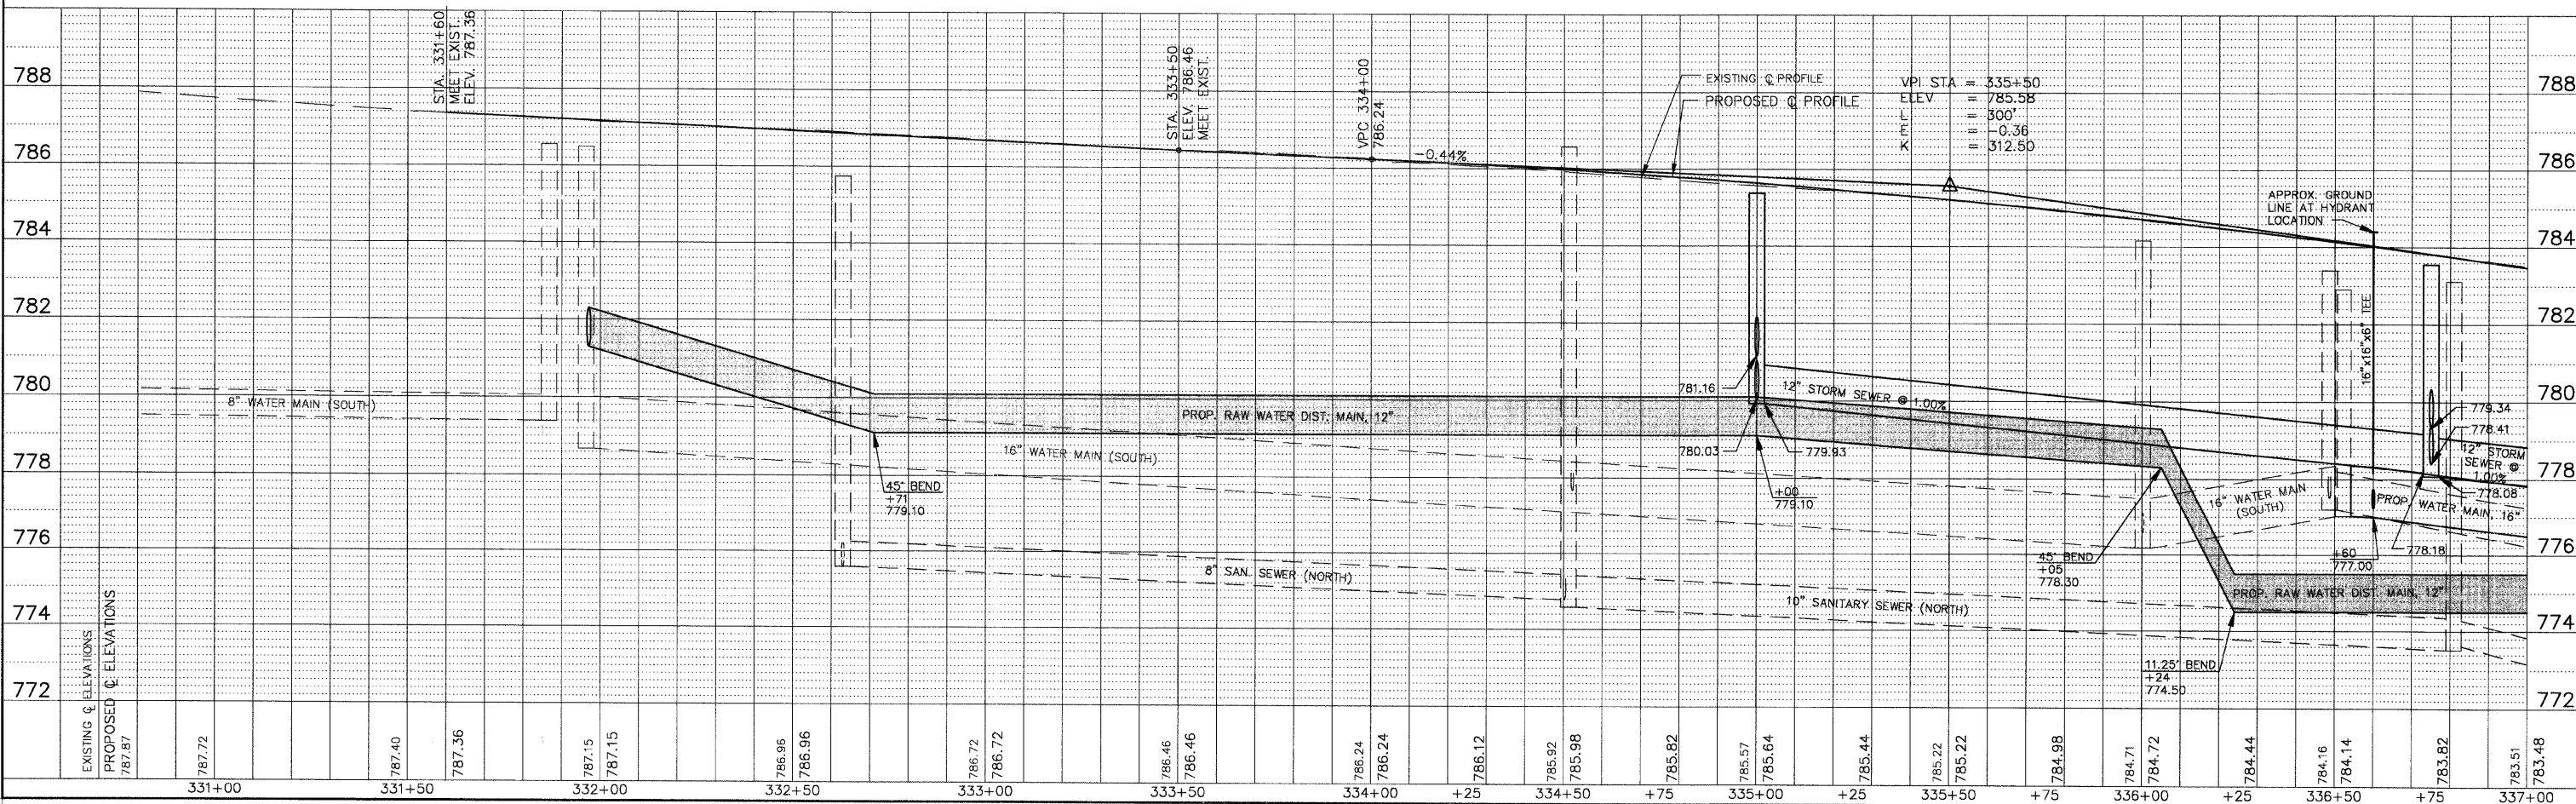 STA. 331+60
MEET EXIST.
ELEV. 787.36
STA. 333+50
ELEV. 786.46
MEET EXIST.
VPC 334+00
786.24
-0.44%
EXISTING ℄ PROFILE
PROPOSED ℄ PROFILE
VPI STA = 335+50
ELEV = 785.58
L = 300'
E = -0.36
K = 312.50
APPROX. GROUND
LINE AT HYDRANT
LOCATION
788
786
784
782
780
778
776
774
772
788
786
784
782
780
778
776
774
772
8" WATER MAIN (SOUTH)
PROP. RAW WATER DIST. MAIN, 12"
16" WATER MAIN (SOUTH)
45° BEND
+71
779.10
8" SAN. SEWER (NORTH)
781.16
12" STORM SEWER @ 1.00%
780.03
779.93
+00
779.10
10" SANITARY SEWER (NORTH)
45° BEND
+05
778.30
16" WATER MAIN
(SOUTH)
11.25° BEND
+24
774.50
16"x16"x6" TEE
779.34
778.41
12" STORM
SEWER @
1.00%
778.08
PROP. WATER MAIN, 16"
778.18
+60
777.00
PROP. RAW WATER DIST. MAIN, 12"
EXISTING ℄ ELEVATIONS
PROPOSED ℄ ELEVATIONS
787.87
787.72
787.40
787.36
787.15
787.15
786.96
786.96
786.72
786.72
786.46
786.46
786.24
786.24
786.12
785.92
785.98
785.82
785.57
785.64
785.44
785.22
785.22
784.98
784.71
784.72
784.44
784.16
784.14
783.82
783.51
783.48
331+00
331+50
332+00
332+50
333+00
333+50
334+00
+25
334+50
+75
335+00
+25
335+50
+75
336+00
+25
336+50
+75
337+00